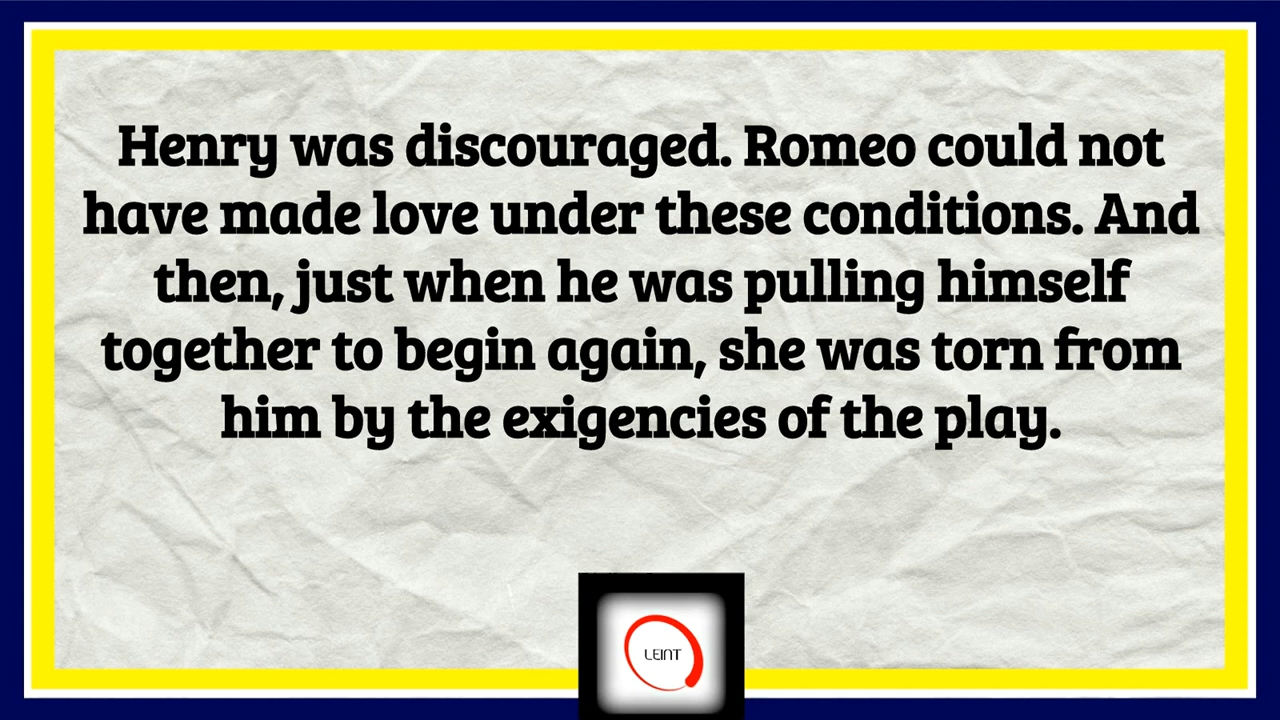 Henry was discouraged. Romeo could not
have made love under these conditions. And
then, just when he was pulling himself
together to begin again, she was torn from
him by the exigencies of the play.
LEINT